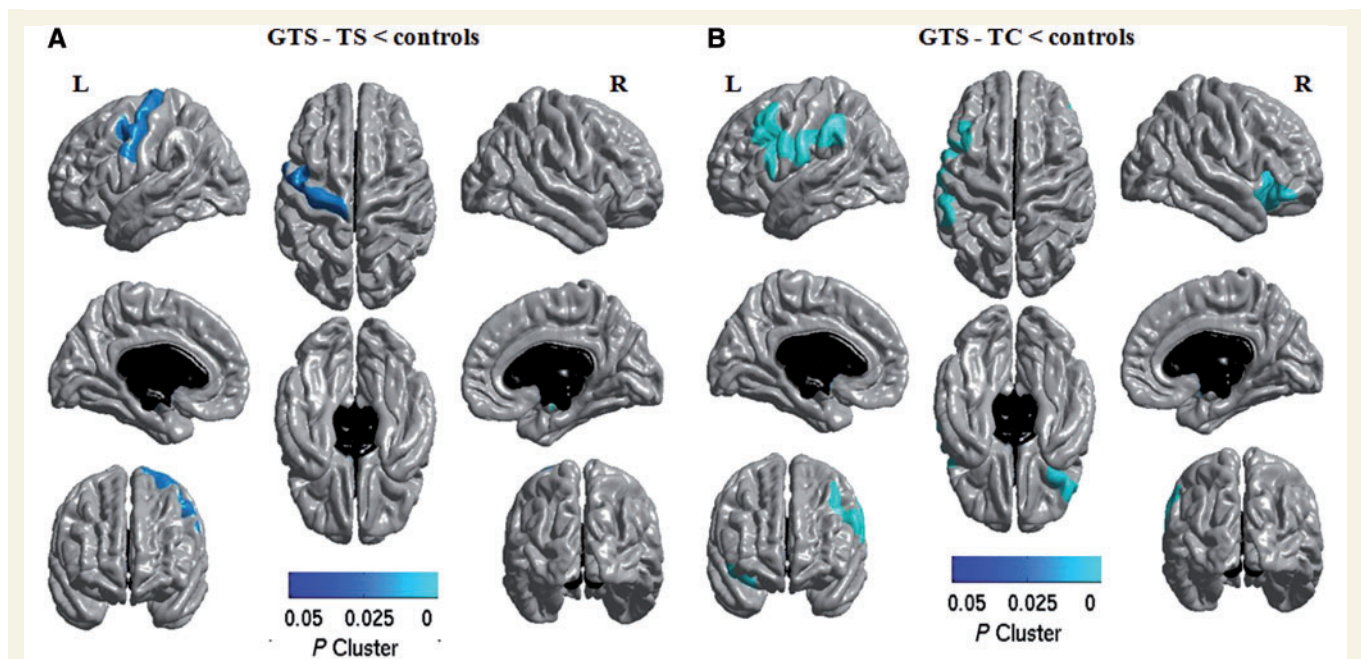 A
GTS - TS < controls
L
R
0.05 0.025 0
P Cluster
B
GTS - TC < controls
L
R
0.05 0.025 0
P Cluster